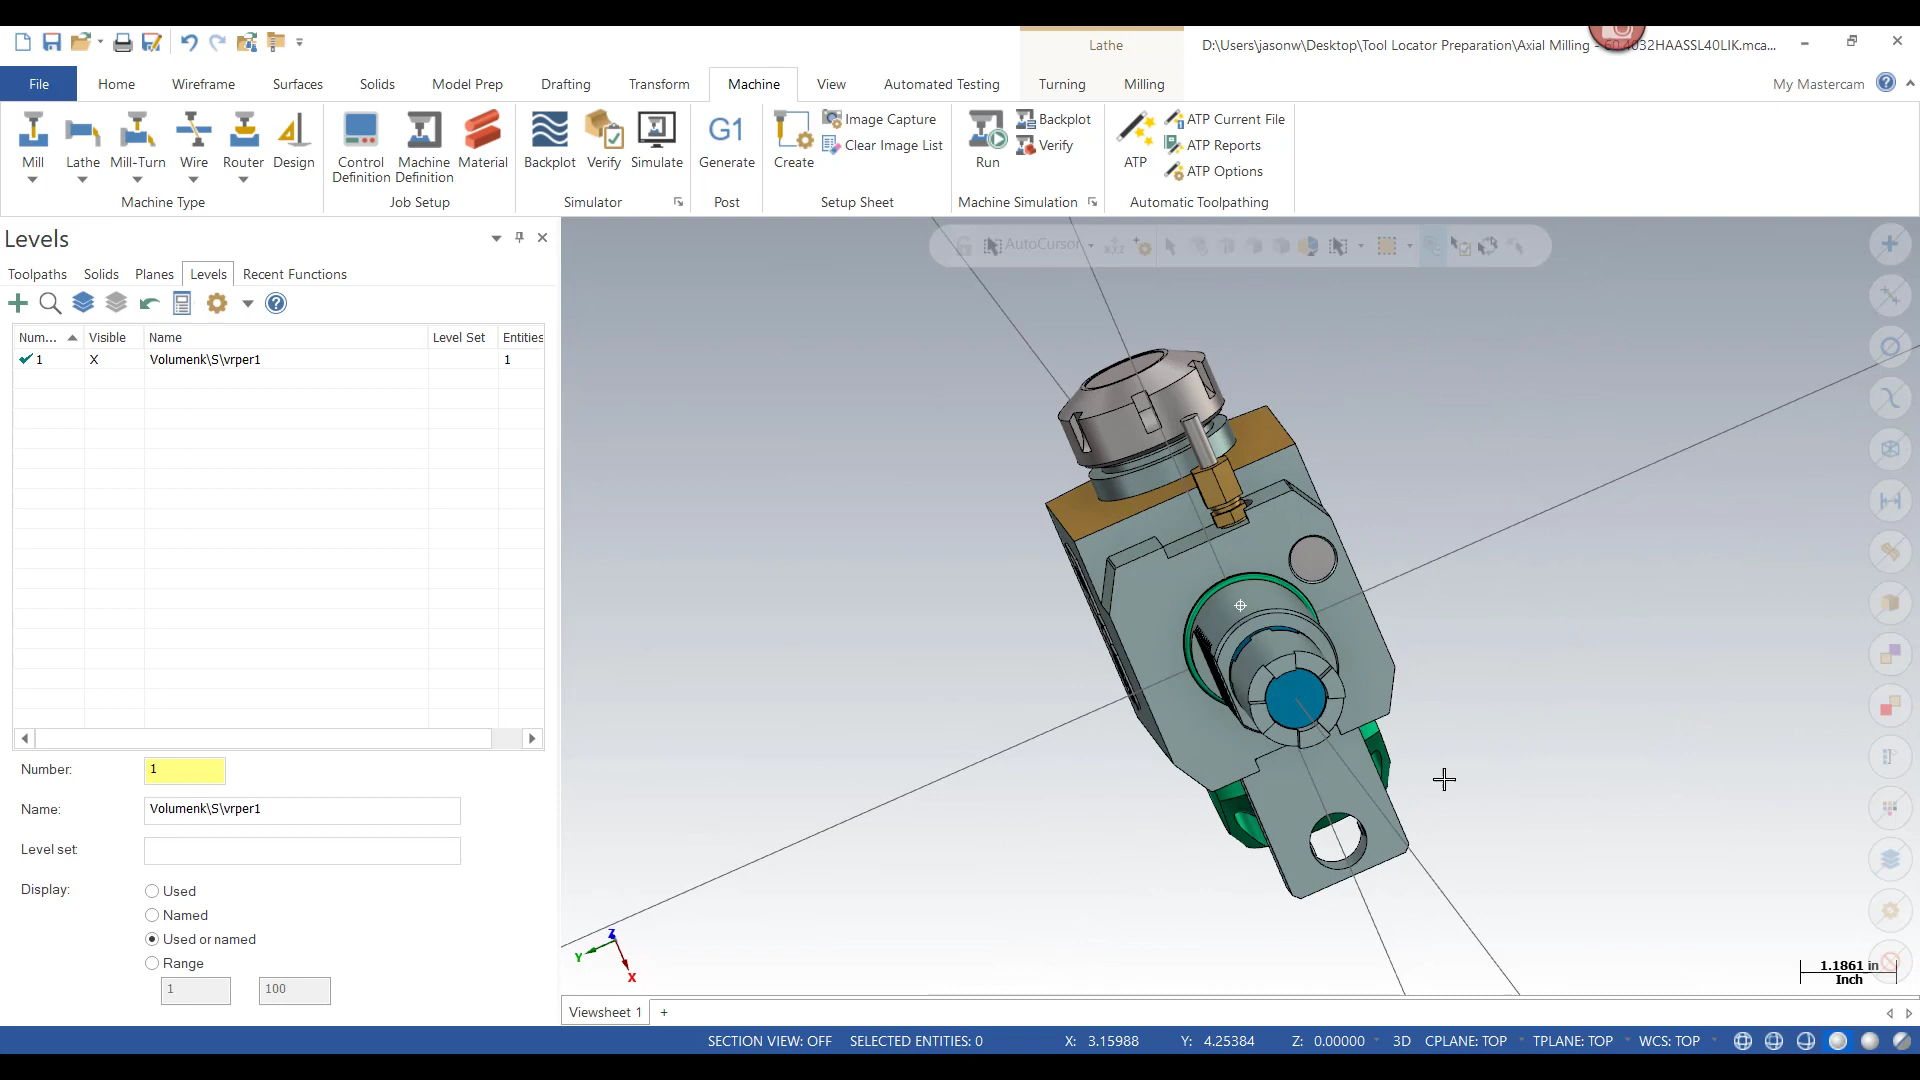 Lathe
D:\Users\jasonw\Desktop\Tool Locator Preparation\Axial Milling - 60.4032HAASSL40LIK.mca...
File Home Wireframe Surfaces Solids Model Prep Drafting Transform Machine View Automated Testing Turning Milling My Mastercam
Mill Lathe Mill-Turn Wire Router Design
Machine Type
Control Definition Machine Definition Material
Job Setup
Backplot Verify Simulate
Simulator
G1
Generate
Post
Create
Image Capture
Clear Image List
Setup Sheet
Run
Backplot
Verify
Machine Simulation
ATP
ATP Current File
ATP Reports
ATP Options
Automatic Toolpathing
Levels
Toolpaths Solids Planes Levels Recent Functions
Num... Visible Name Level Set Entities
1 X Volumenk\S\vrper1 1
Number: 1
Name: Volumenk\S\vrper1
Level set:
Display:
Used
Named
Used or named
Range
1 100
AutoCursor
xyz
Z
Y
X
1.1861 in
Inch
Viewsheet 1 +
SECTION VIEW: OFF SELECTED ENTITIES: 0 X: 3.15988 Y: 4.25384 Z: 0.00000 3D CPLANE: TOP TPLANE: TOP WCS: TOP